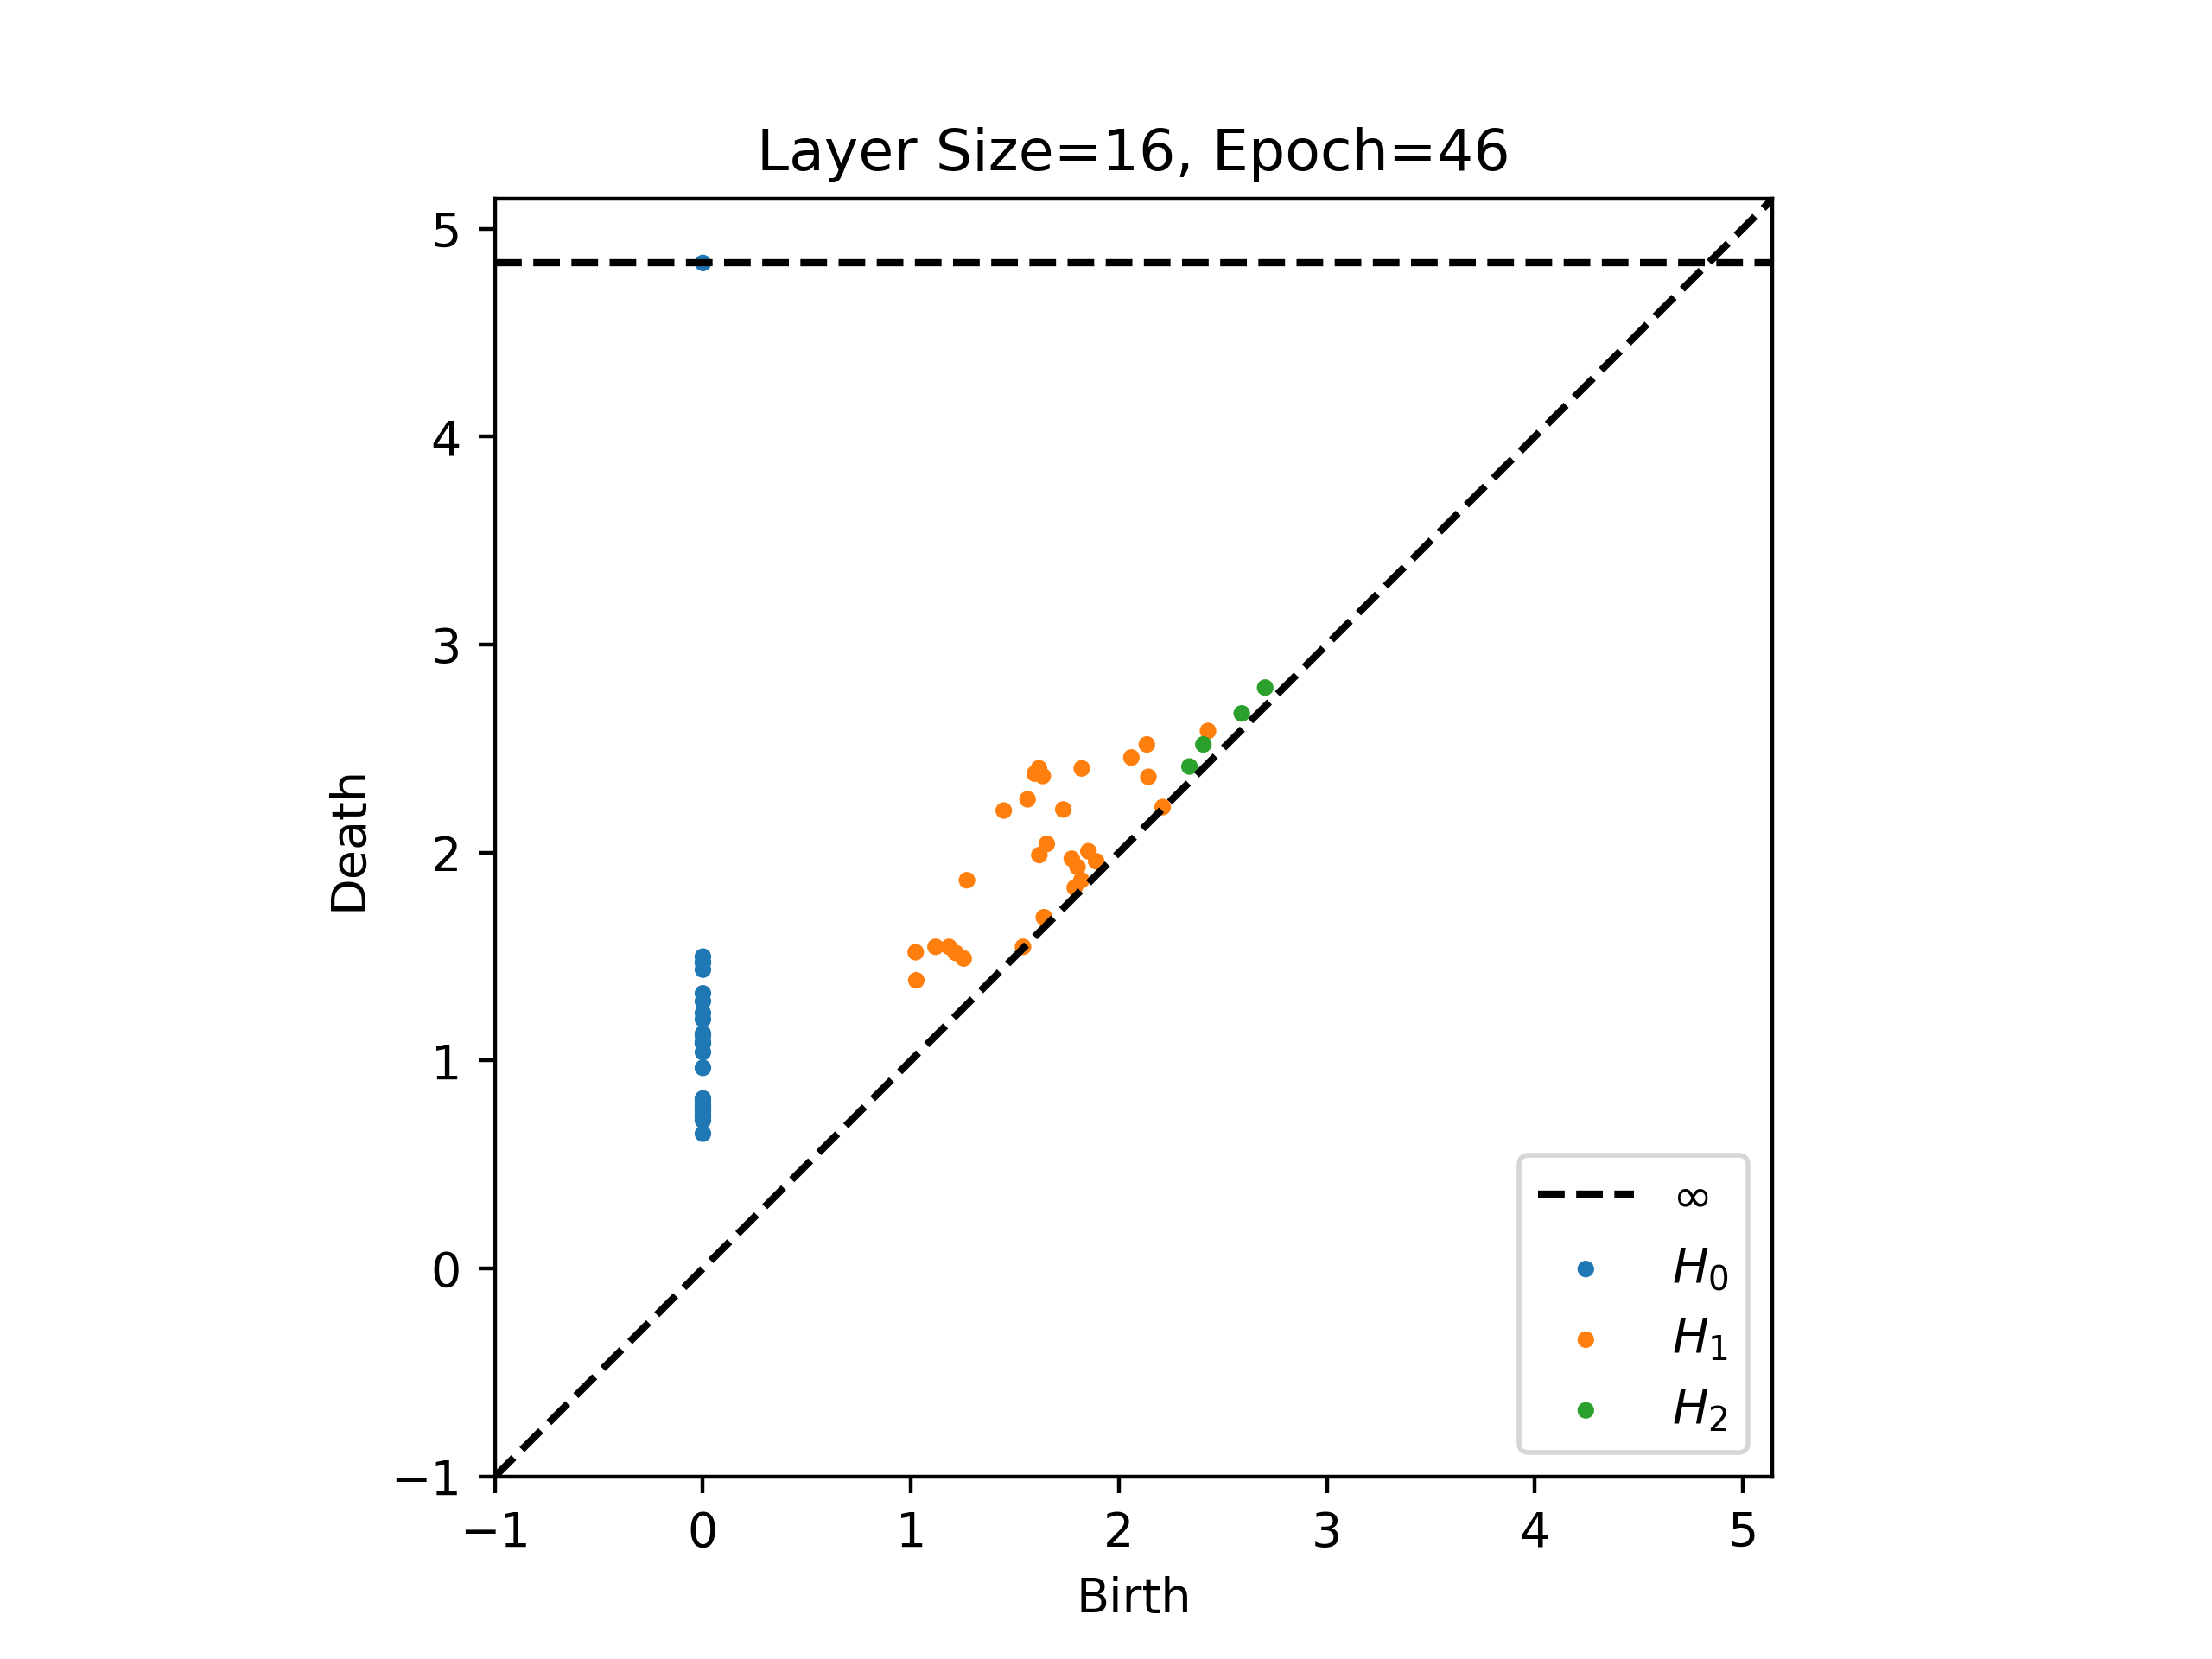 Layer Size=16, Epoch=46
5
4
3
2
1
0
−1
Death
−1 0 1 2 3 4 5
Birth
∞
H0
H1
H2